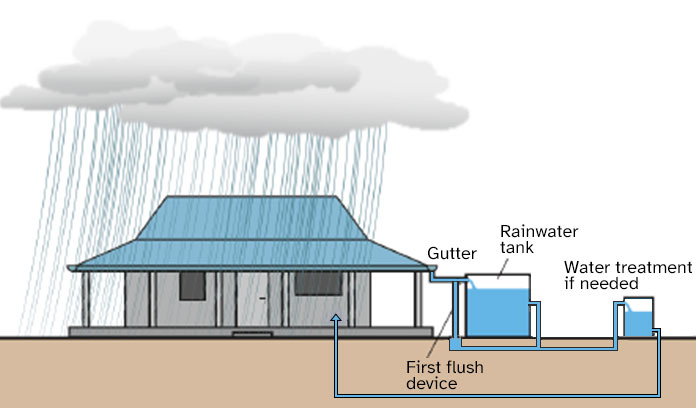 Gutter
Rainwater
tank
Water treatment
if needed
First flush
device